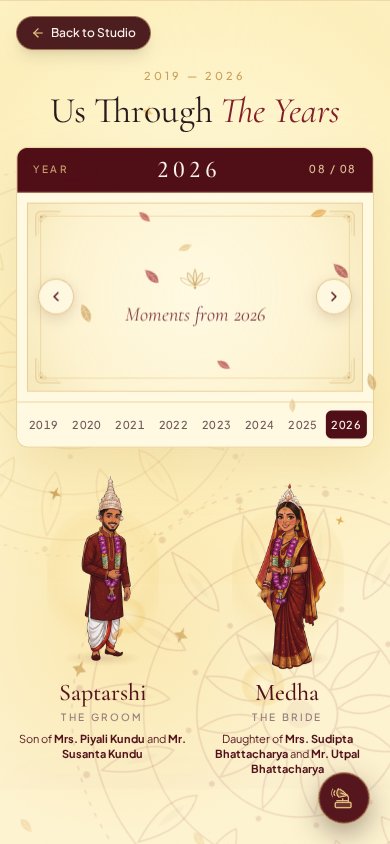 Back to Studio
2019 — 2026
Us Through The Years
YEAR 2026 08 / 08
Moments from 2026
2019 2020 2021 2022 2023 2024 2025 2026
Saptarshi
THE GROOM
Son of Mrs. Piyali Kundu and Mr.
Susanta Kundu
Medha
THE BRIDE
Daughter of Mrs. Sudipta
Bhattacharya and Mr. Utpal
Bhattacharya